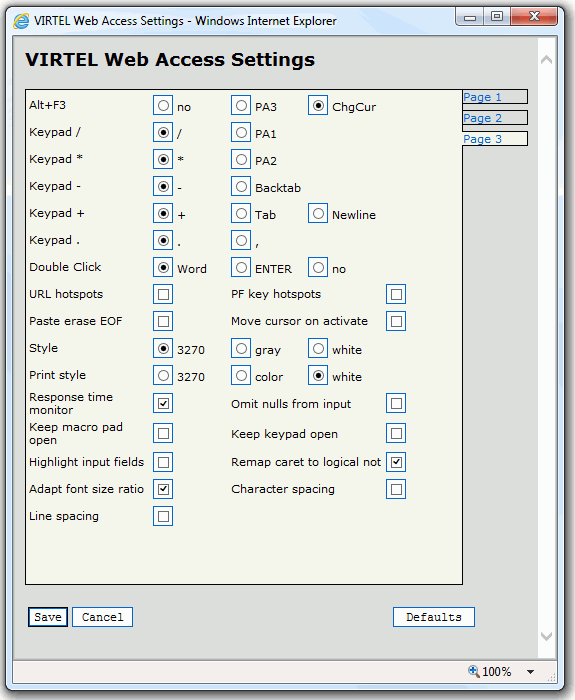 VIRTEL Web Access Settings - Windows Internet Explorer
VIRTEL Web Access Settings
Page 1
Page 2
Page 3
Alt+F3 no PA3 ChgCur
Keypad / / PA1
Keypad * * PA2
Keypad - - Backtab
Keypad + + Tab Newline
Keypad . . ,
Double Click Word ENTER no
URL hotspots PF key hotspots
Paste erase EOF Move cursor on activate
Style 3270 gray white
Print style 3270 color white
Response time
monitor Omit nulls from input
Keep macro pad
open Keep keypad open
Highlight input fields Remap caret to logical not
Adapt font size ratio Character spacing
Line spacing
Save Cancel Defaults
100%